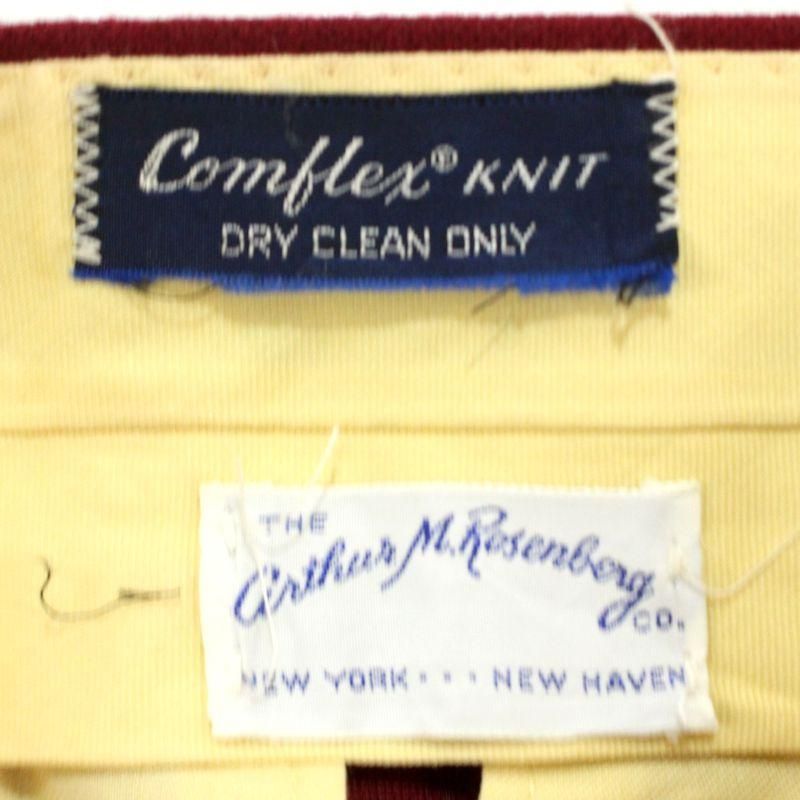 Comflex® KNIT
DRY CLEAN ONLY
THE
Arthur M. Rosenberg
CO.
NEW YORK · · · NEW HAVEN